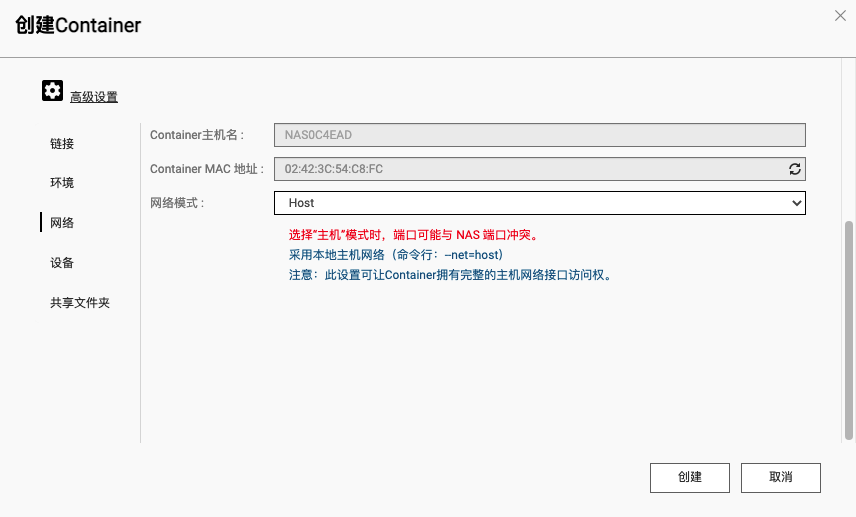 创建Container
高级设置
链接
环境
网络
设备
共享文件夹
Container主机名 :
NAS0C4EAD
Container MAC 地址 :
02:42:3C:54:C8:FC
网络模式 :
Host
选择“主机”模式时，端口可能与 NAS 端口冲突。
采用本地主机网络（命令行：--net=host）
注意：此设置可让Container拥有完整的主机网络接口访问权。
创建
取消